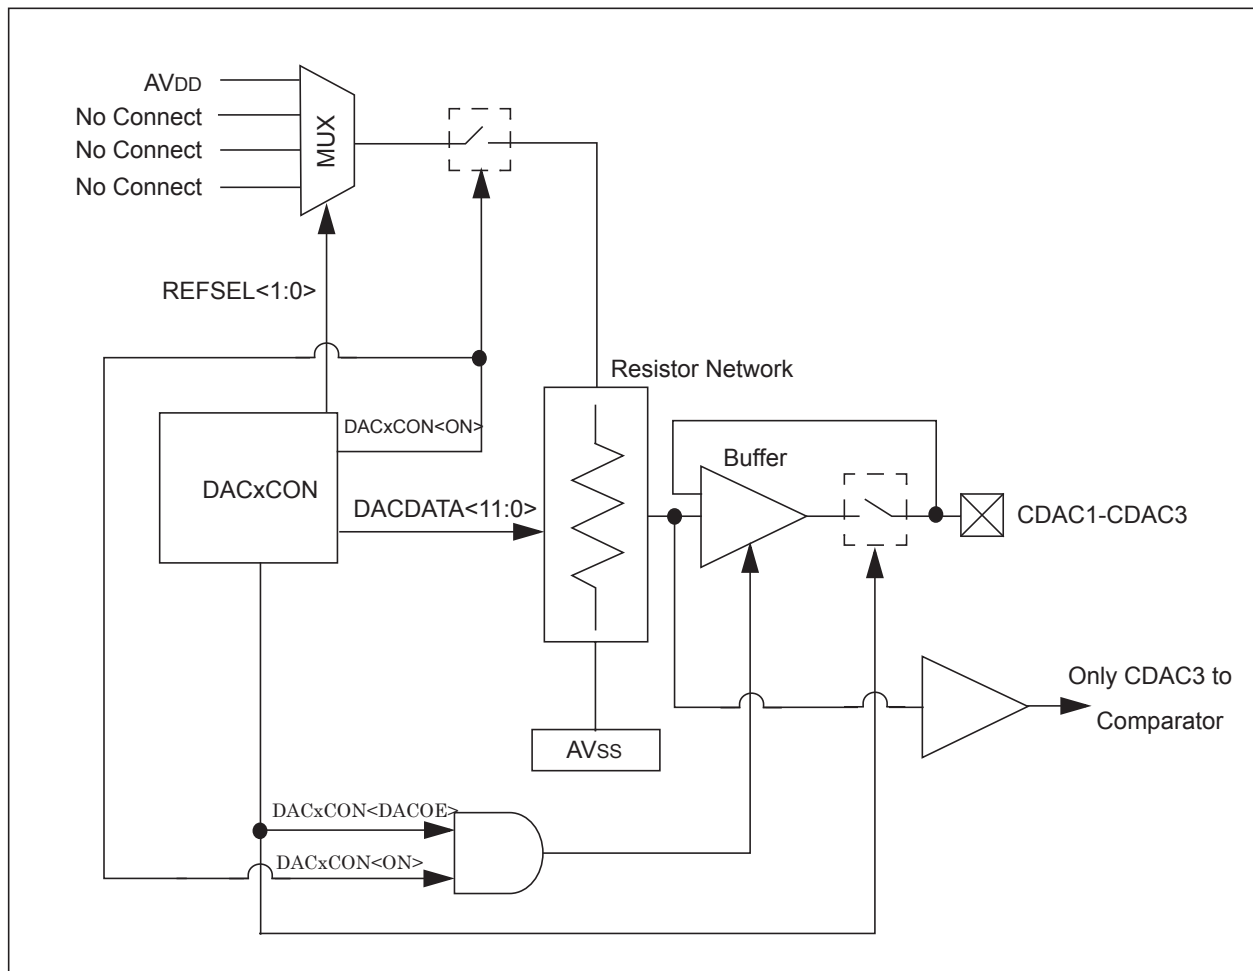 AVDD
No Connect
No Connect
No Connect
MUX
REFSEL<1:0>
Resistor Network
DACxCON<ON>
DACxCON
DACDATA<11:0>
Buffer
CDAC1-CDAC3
Only CDAC3 to
Comparator
AVSS
DACxCON<DACOE>
DACxCON<ON>